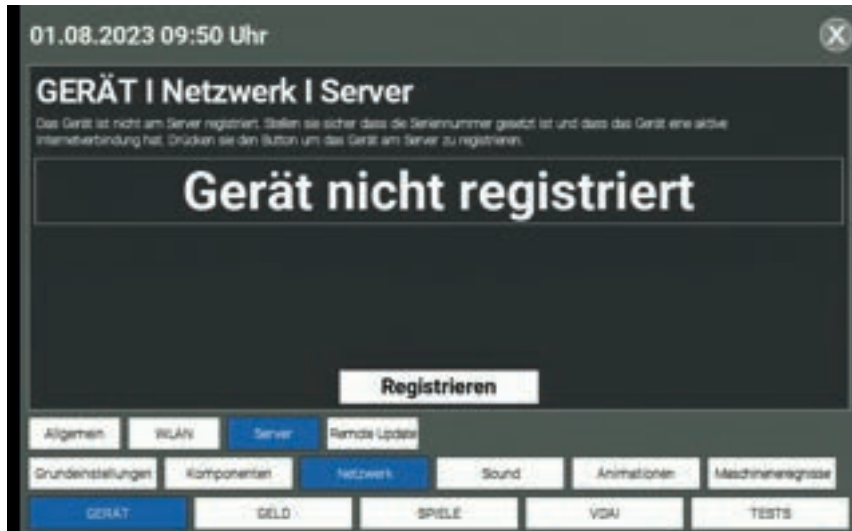 01.08.2023 09:50 Uhr
X
GERÄT I Netzwerk I Server
Das Gerät ist nicht am Server registriert. Stellen sie sicher dass die Seriennummer gesetzt ist und dass das Gerät eine aktive
Internetverbindung hat. Drücken sie den Button um das Gerät am Server zu registrieren.
Gerät nicht registriert
Registrieren
Allgemein WLAN Server Remote Update
Grundeinstellungen Komponenten Netzwerk Sound Animationen Maschinenereignisse
GERÄT GELD SPIELE VDAI TESTS